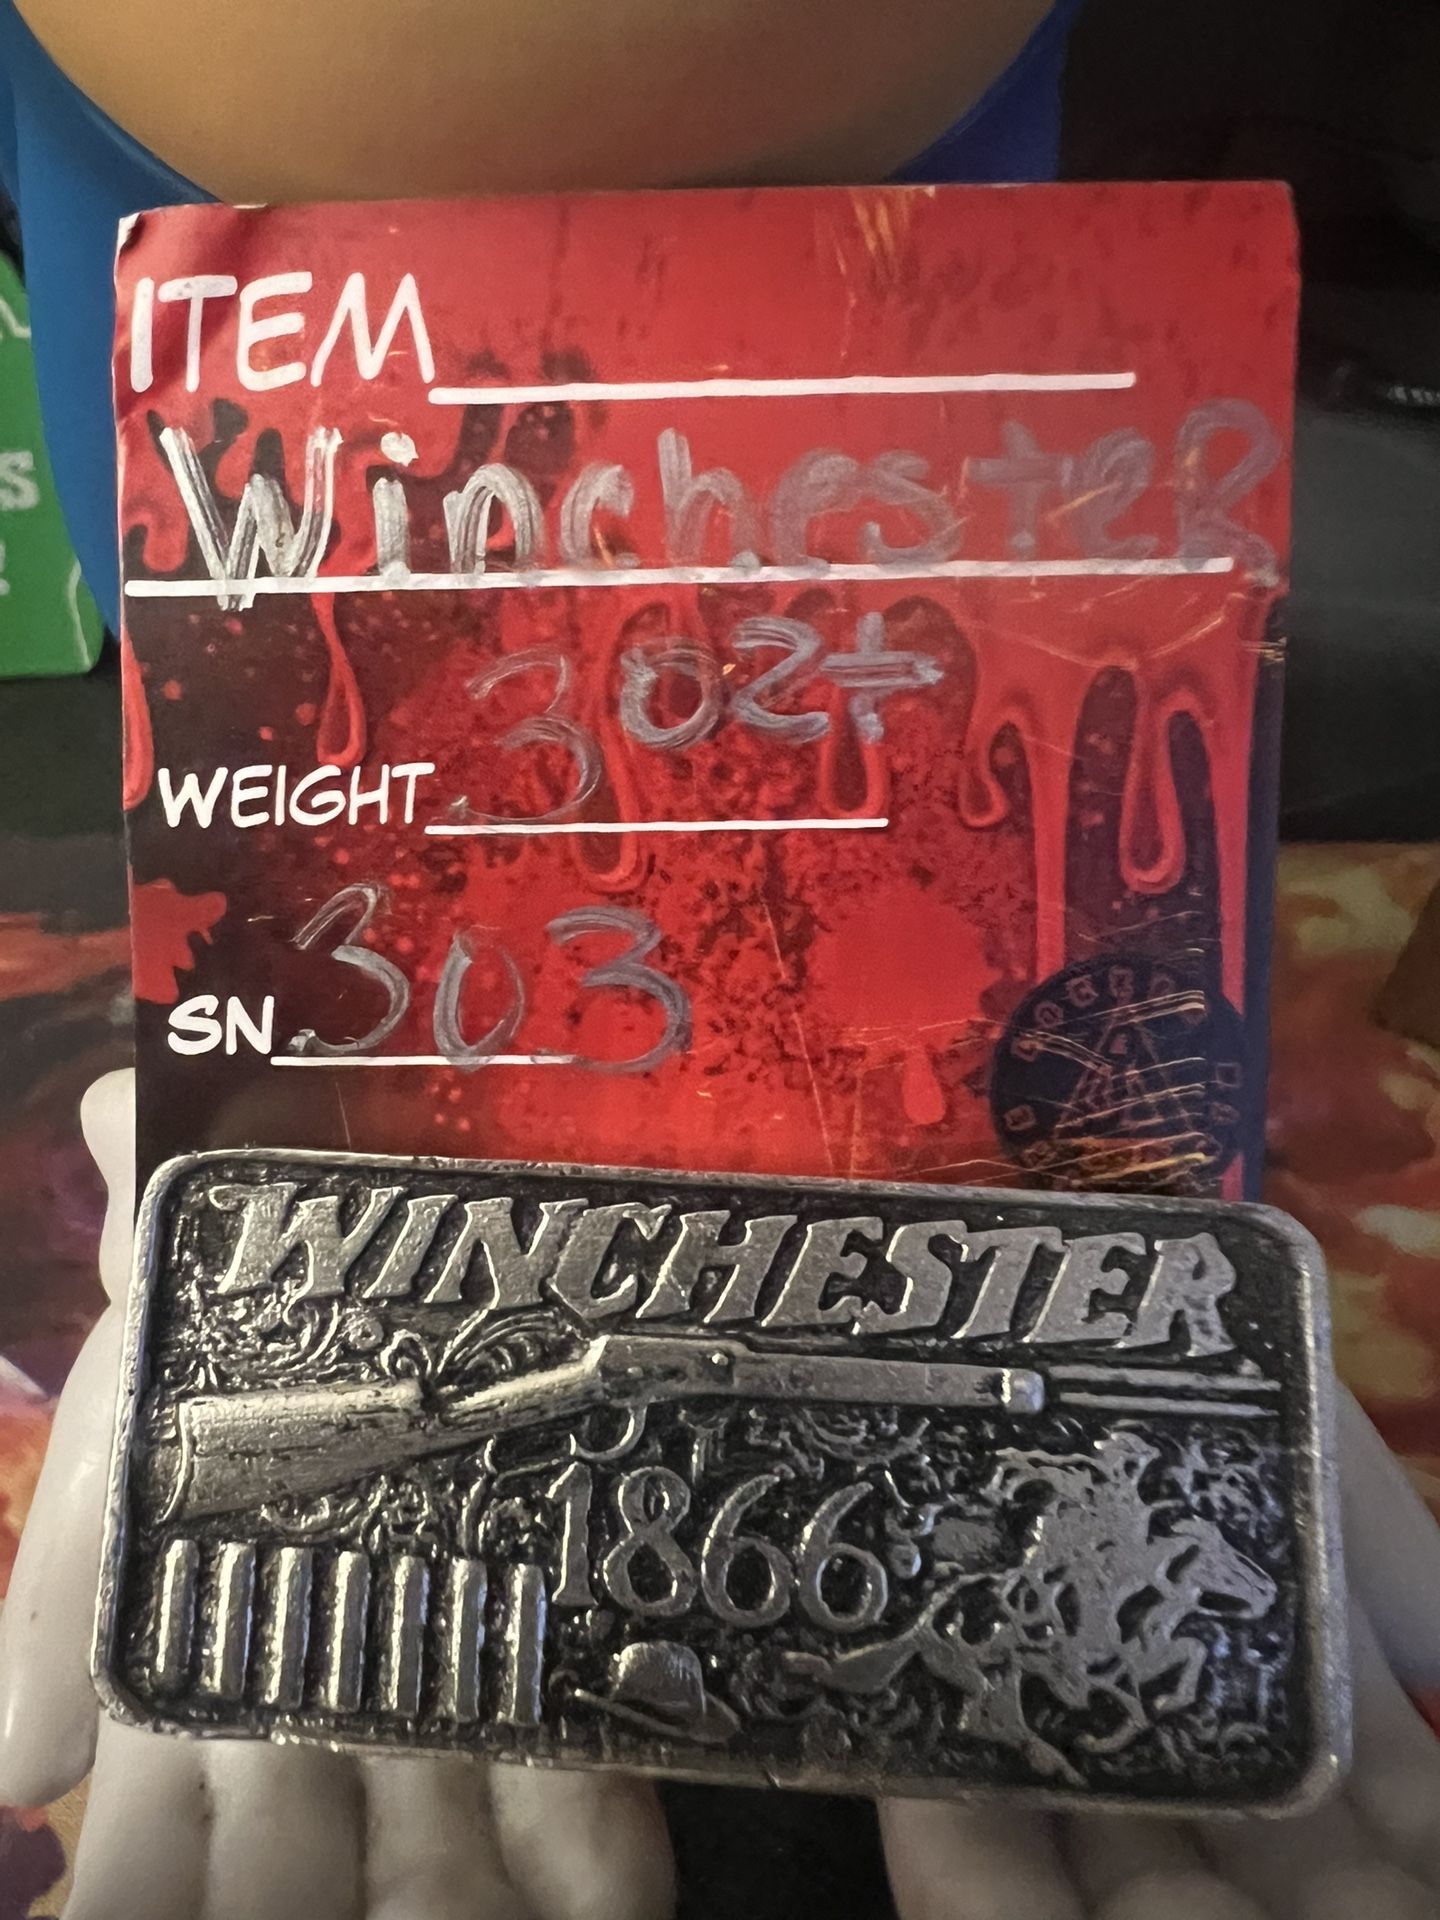 ITEM
WinchesteR
3ozt
WEIGHT
303
SN
WINCHESTER
1866
S